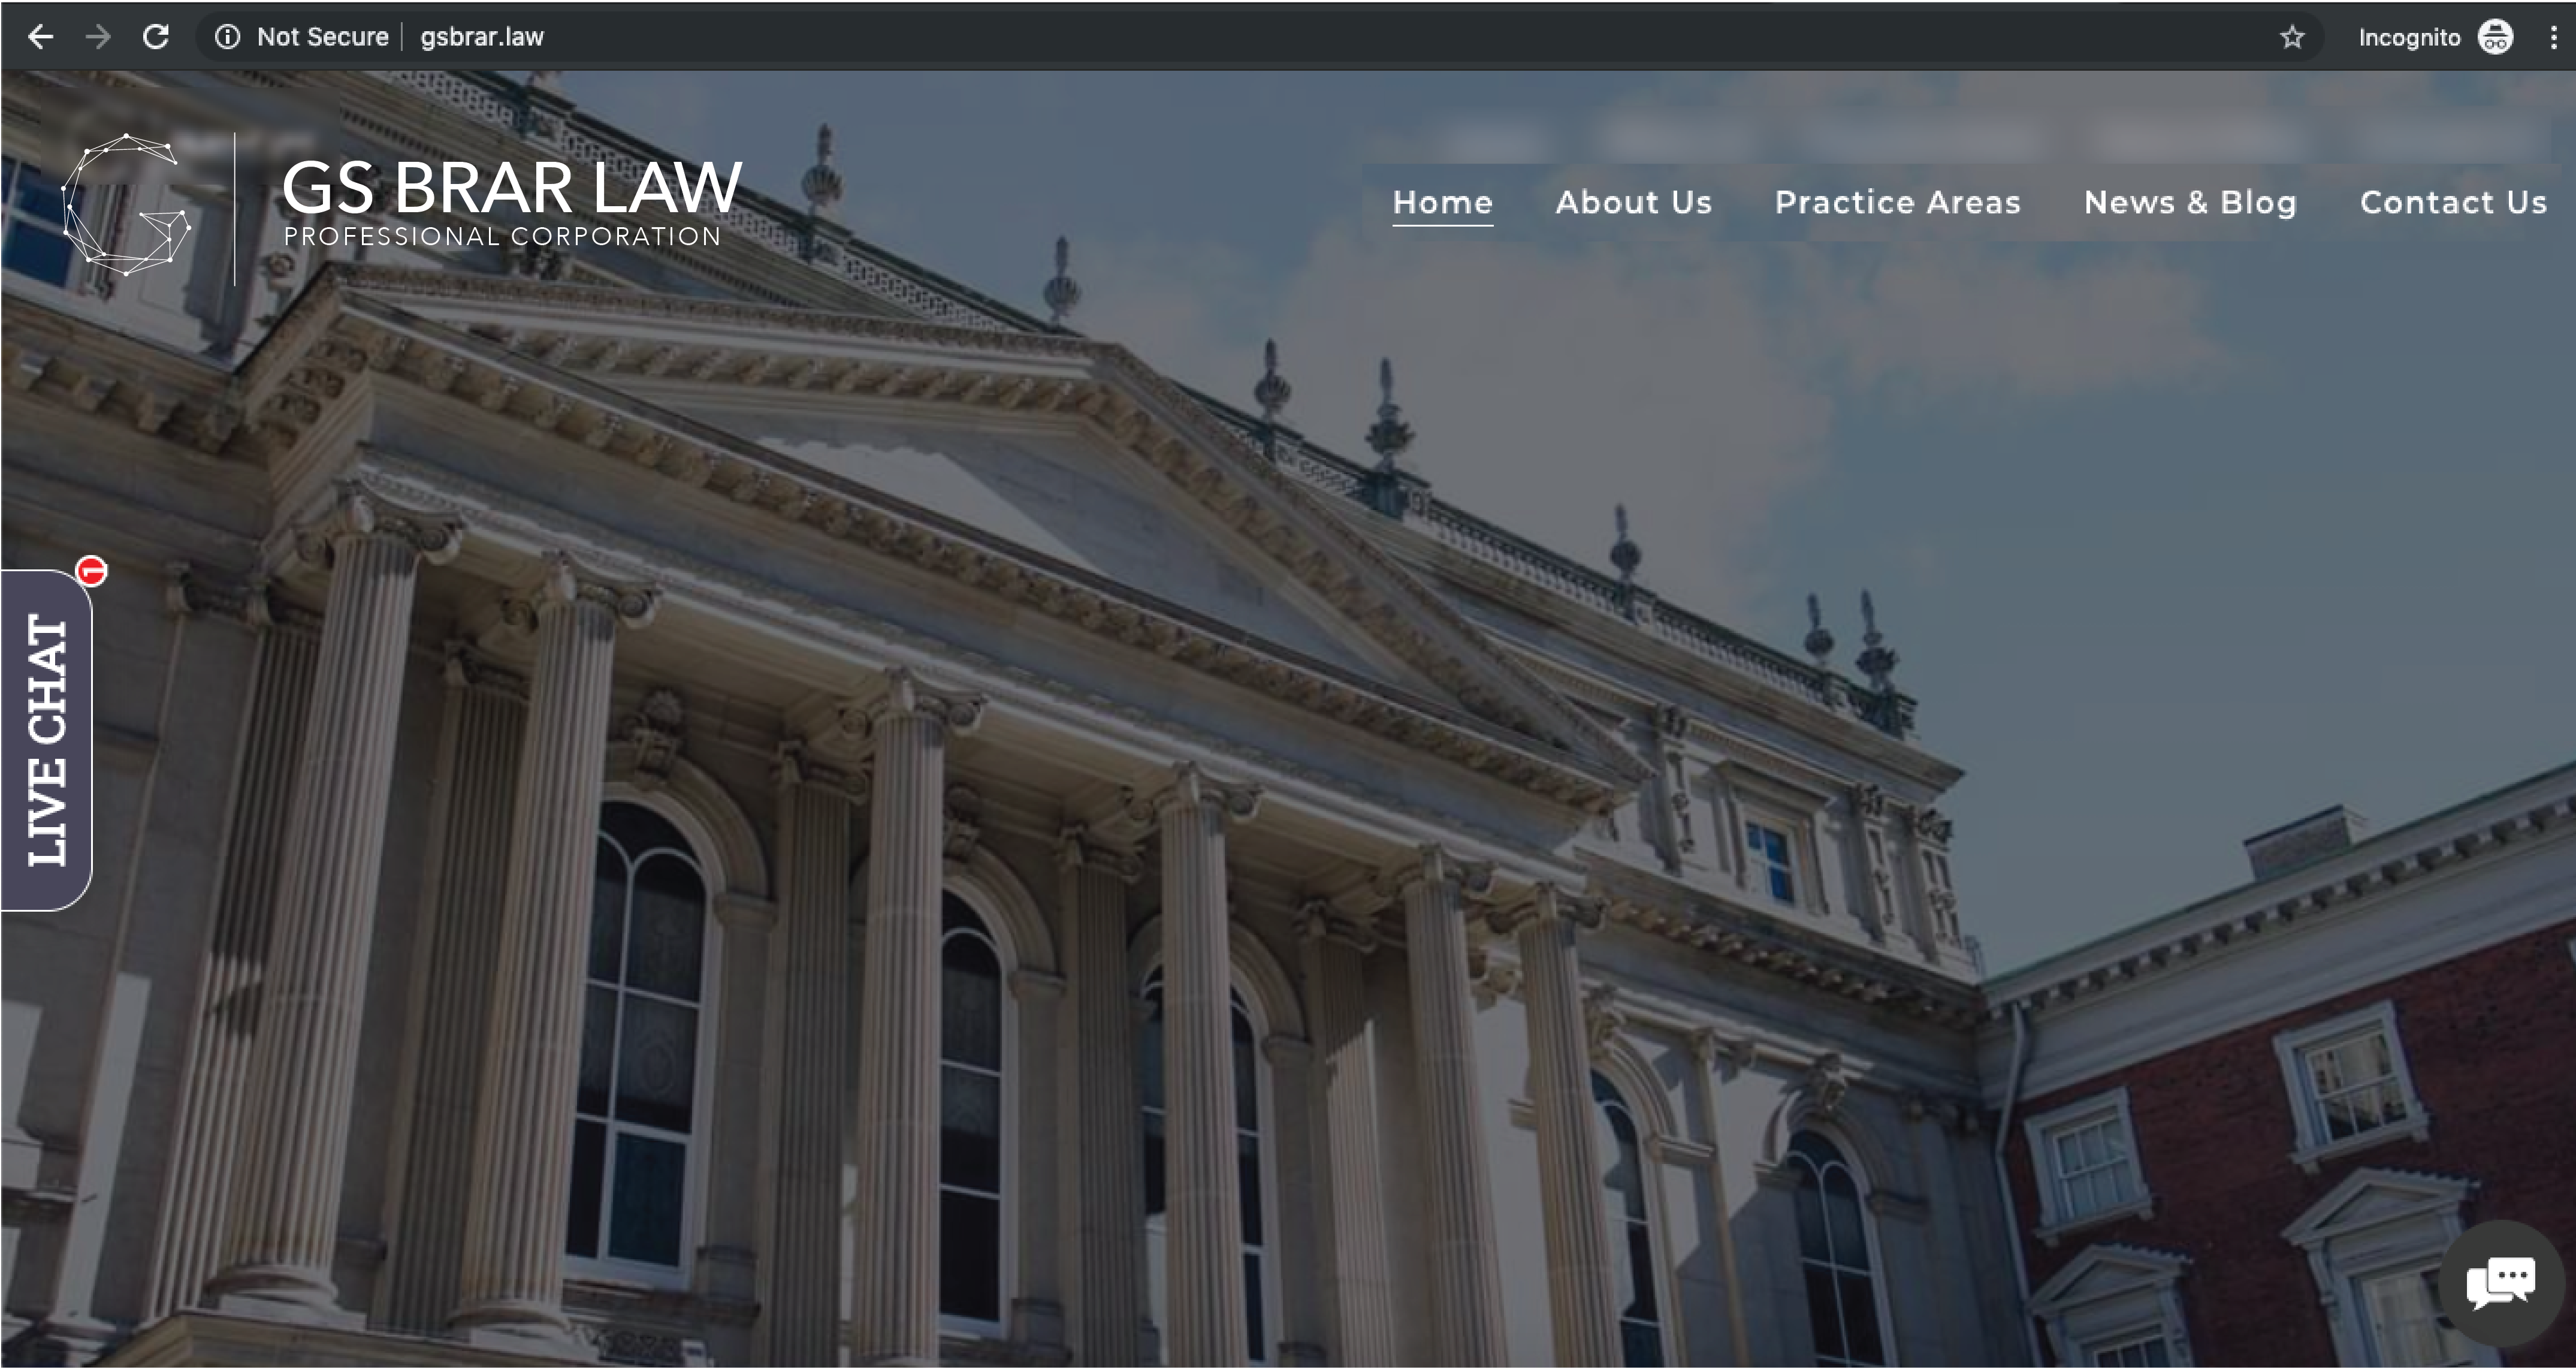 Not Secure gsbrar.law
Incognito
GS BRAR LAW
PROFESSIONAL CORPORATION
Home About Us Practice Areas News & Blog Contact Us
1
LIVE CHAT